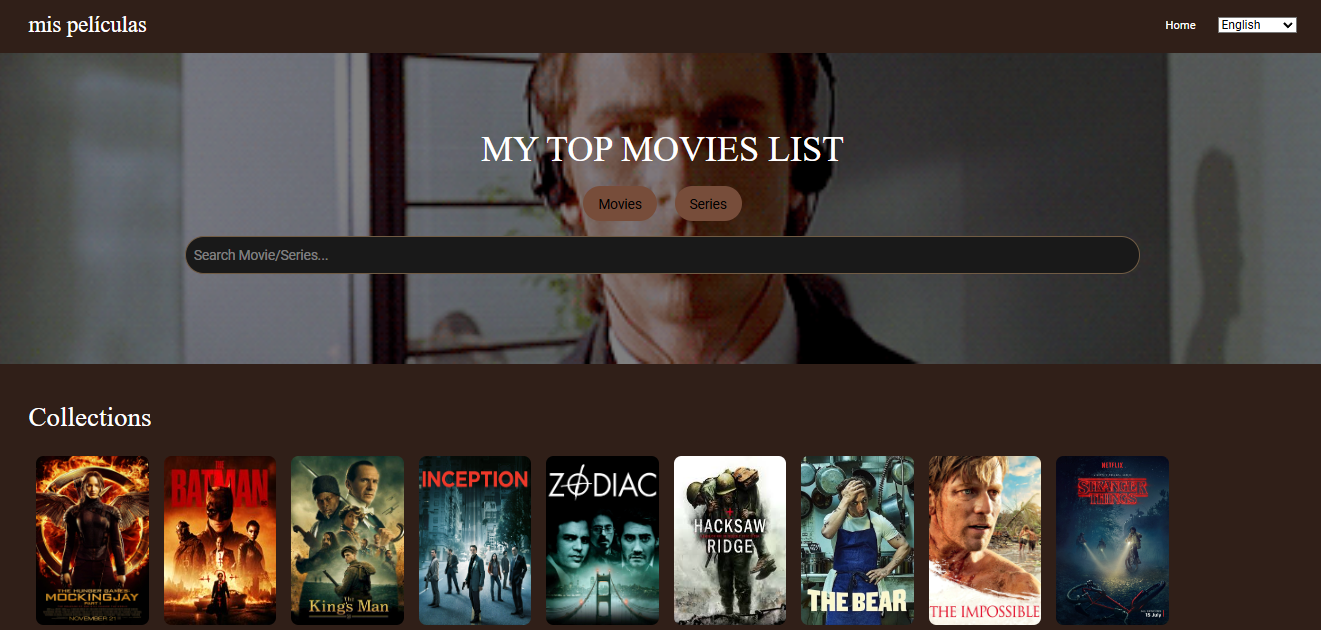 mis películas
Home
English
MY TOP MOVIES LIST
Movies
Series
Search Movie/Series...
Collections
THE HUNGER GAMES
MOCKINGJAY
PART 1
NOVEMBER 21
THE
BATMAN
The
King's Man
INCEPTION
ZODIAC
HACKSAW
RIDGE
THE BEAR
THE IMPOSSIBLE
NETFLIX
STRANGER
THINGS
15 July